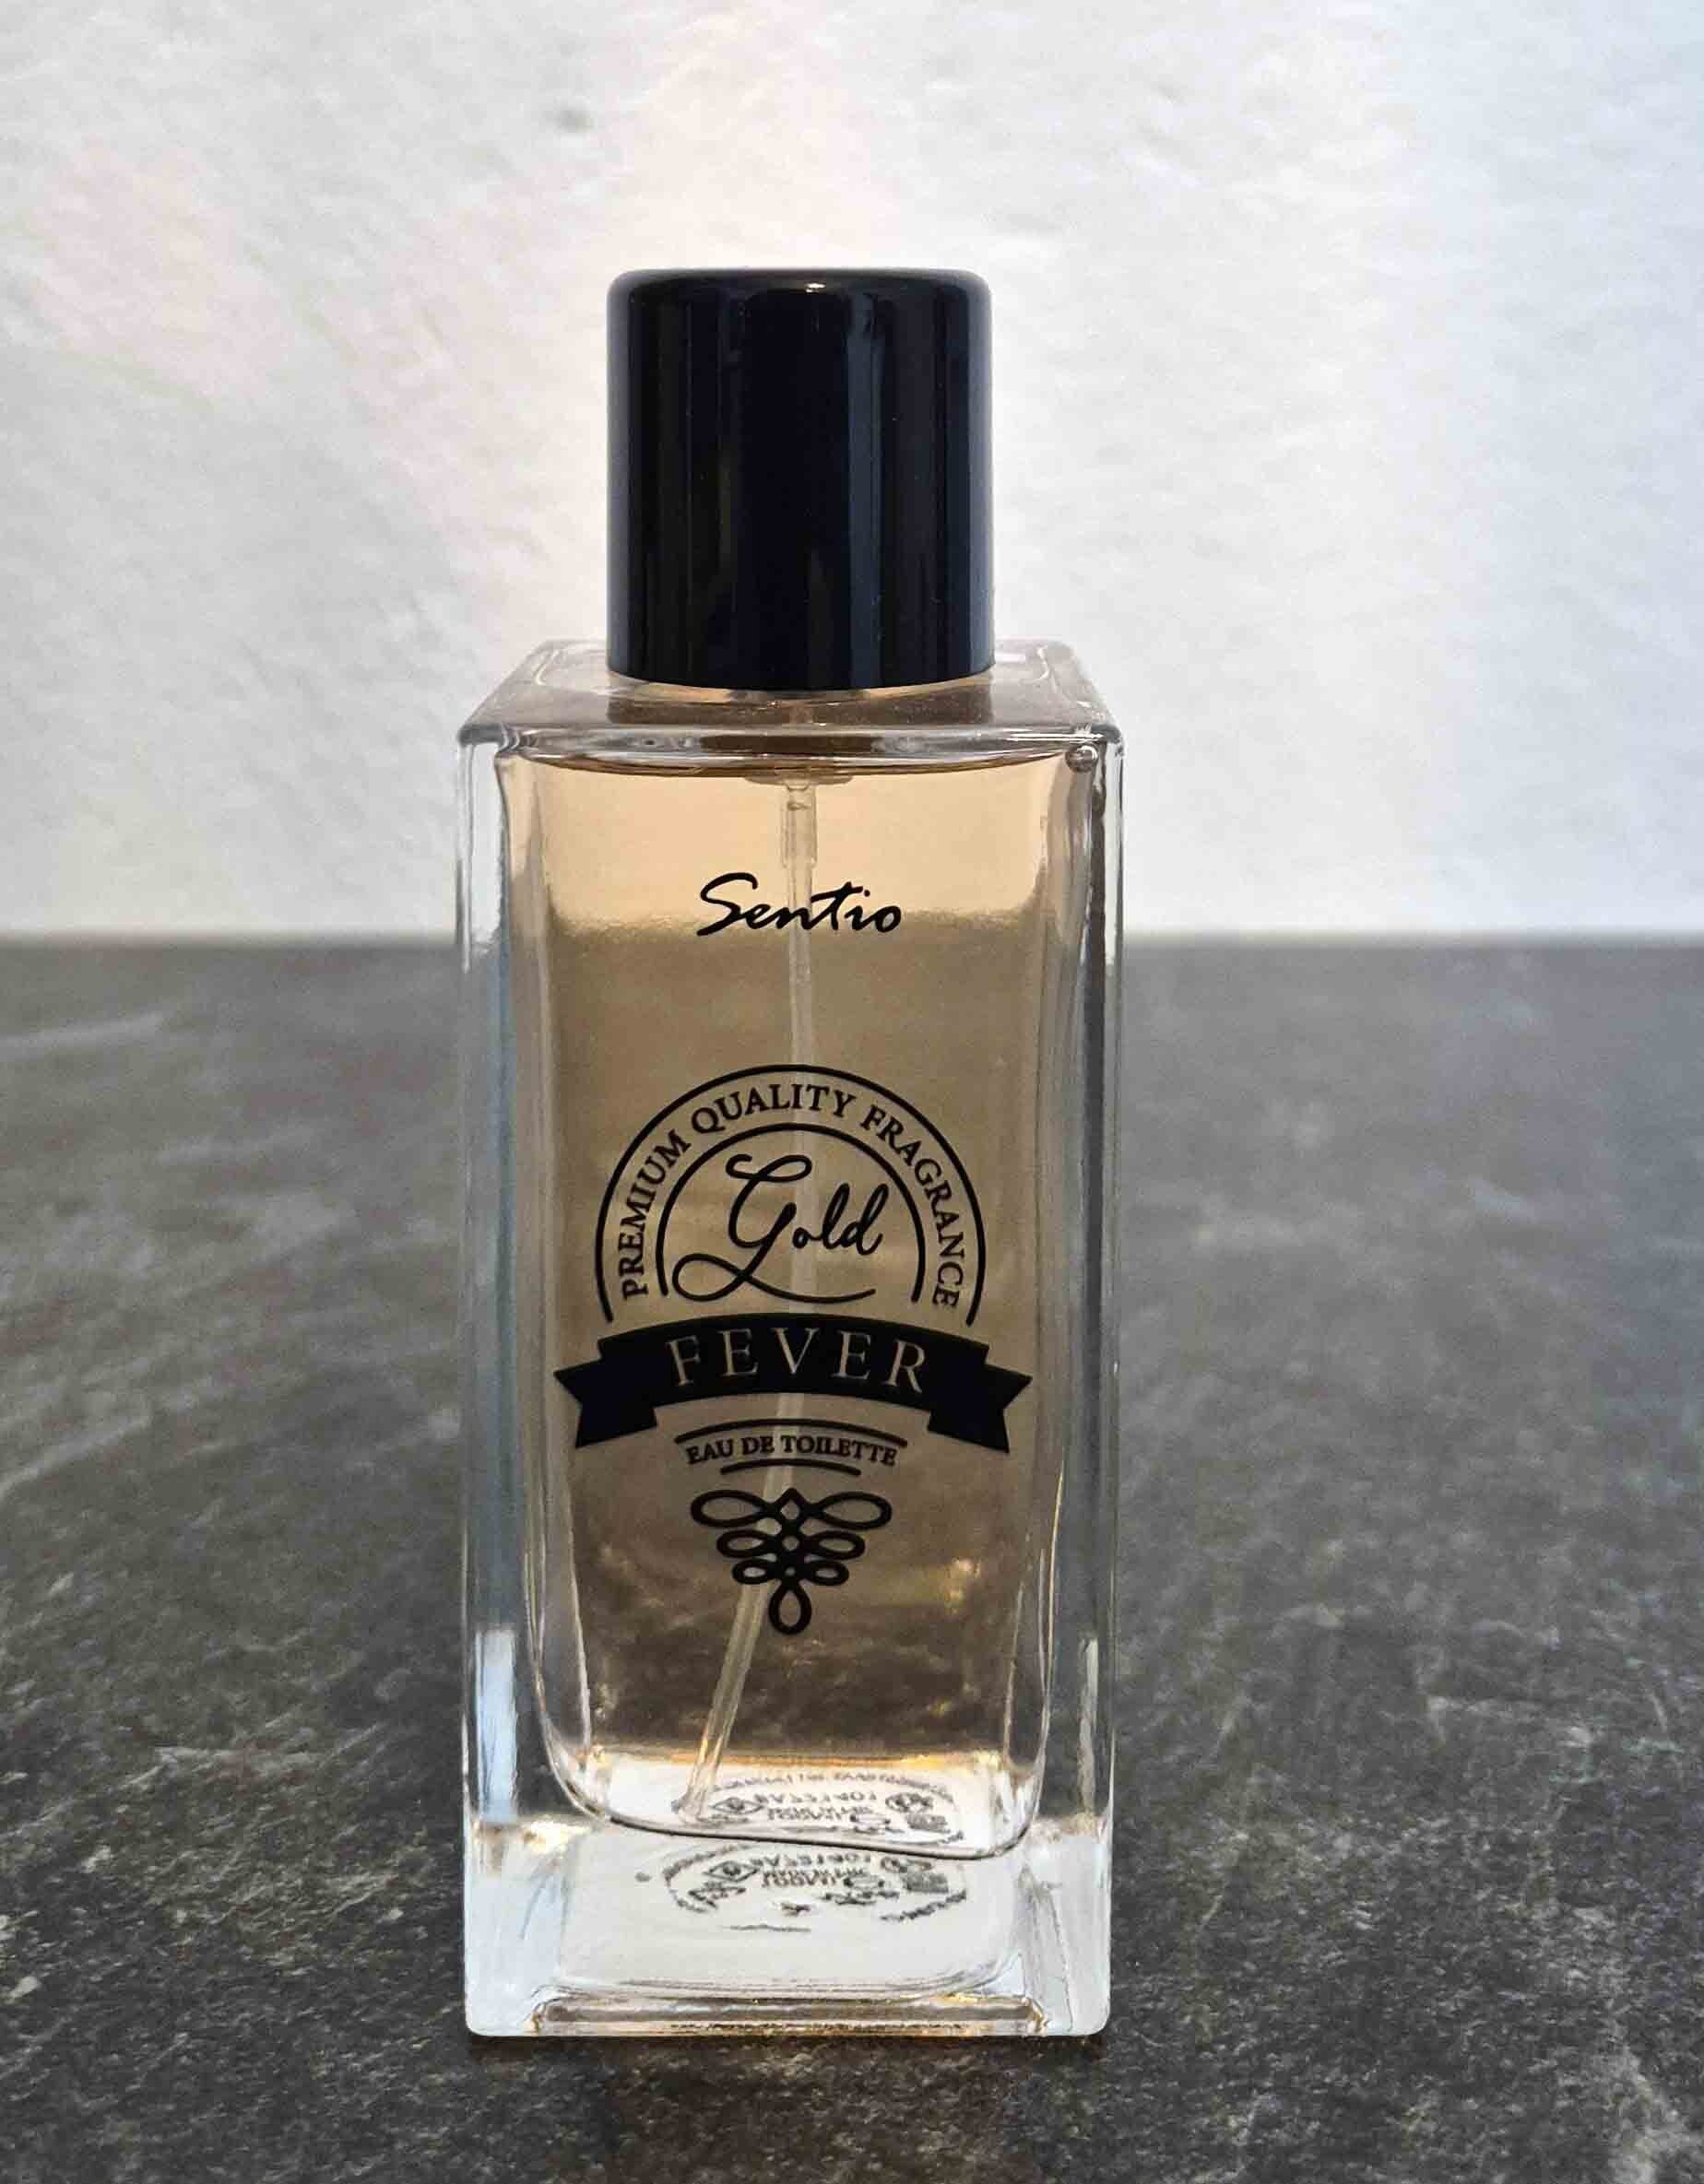 Sentio
PREMIUM QUALITY FRAGRANCE
Gold
FEVER
EAU DE TOILETTE